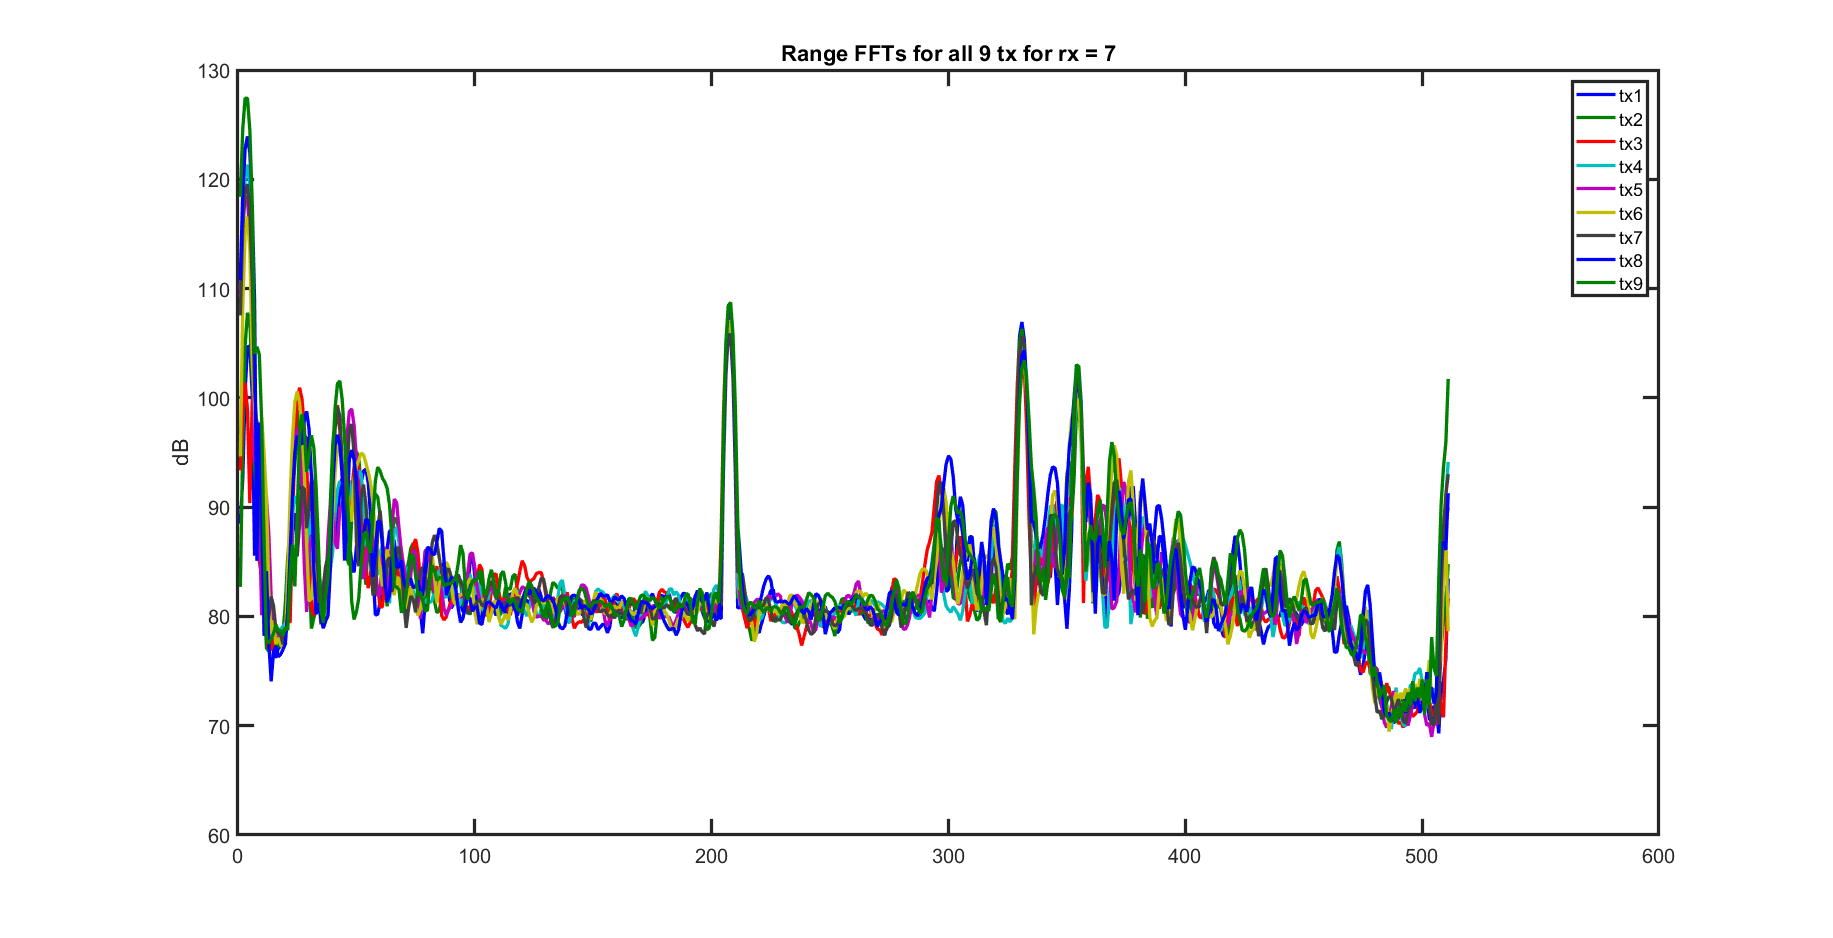 Range FFTs for all 9 tx for rx = 7
130
120
110
100
90
80
70
60
dB
0 100 200 300 400 500 600
tx1
tx2
tx3
tx4
tx5
tx6
tx7
tx8
tx9